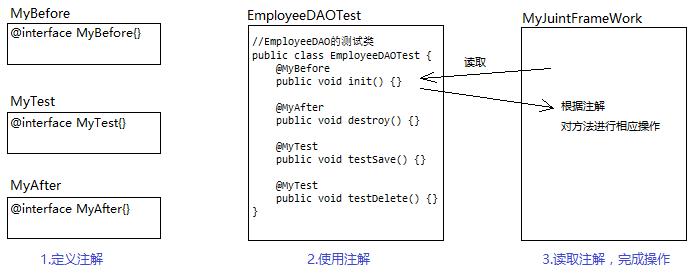 MyBefore
@interface MyBefore{}
MyTest
@interface MyTest{}
MyAfter
@interface MyAfter{}
1.定义注解
EmployeeDAOTest
//EmployeeDAO的测试类
public class EmployeeDAOTest {
@MyBefore
public void init() {}
@MyAfter
public void destroy() {}
@MyTest
public void testSave() {}
@MyTest
public void testDelete() {}
}
2.使用注解
读取
MyJuintFrameWork
根据注解
对方法进行相应操作
3.读取注解，完成操作